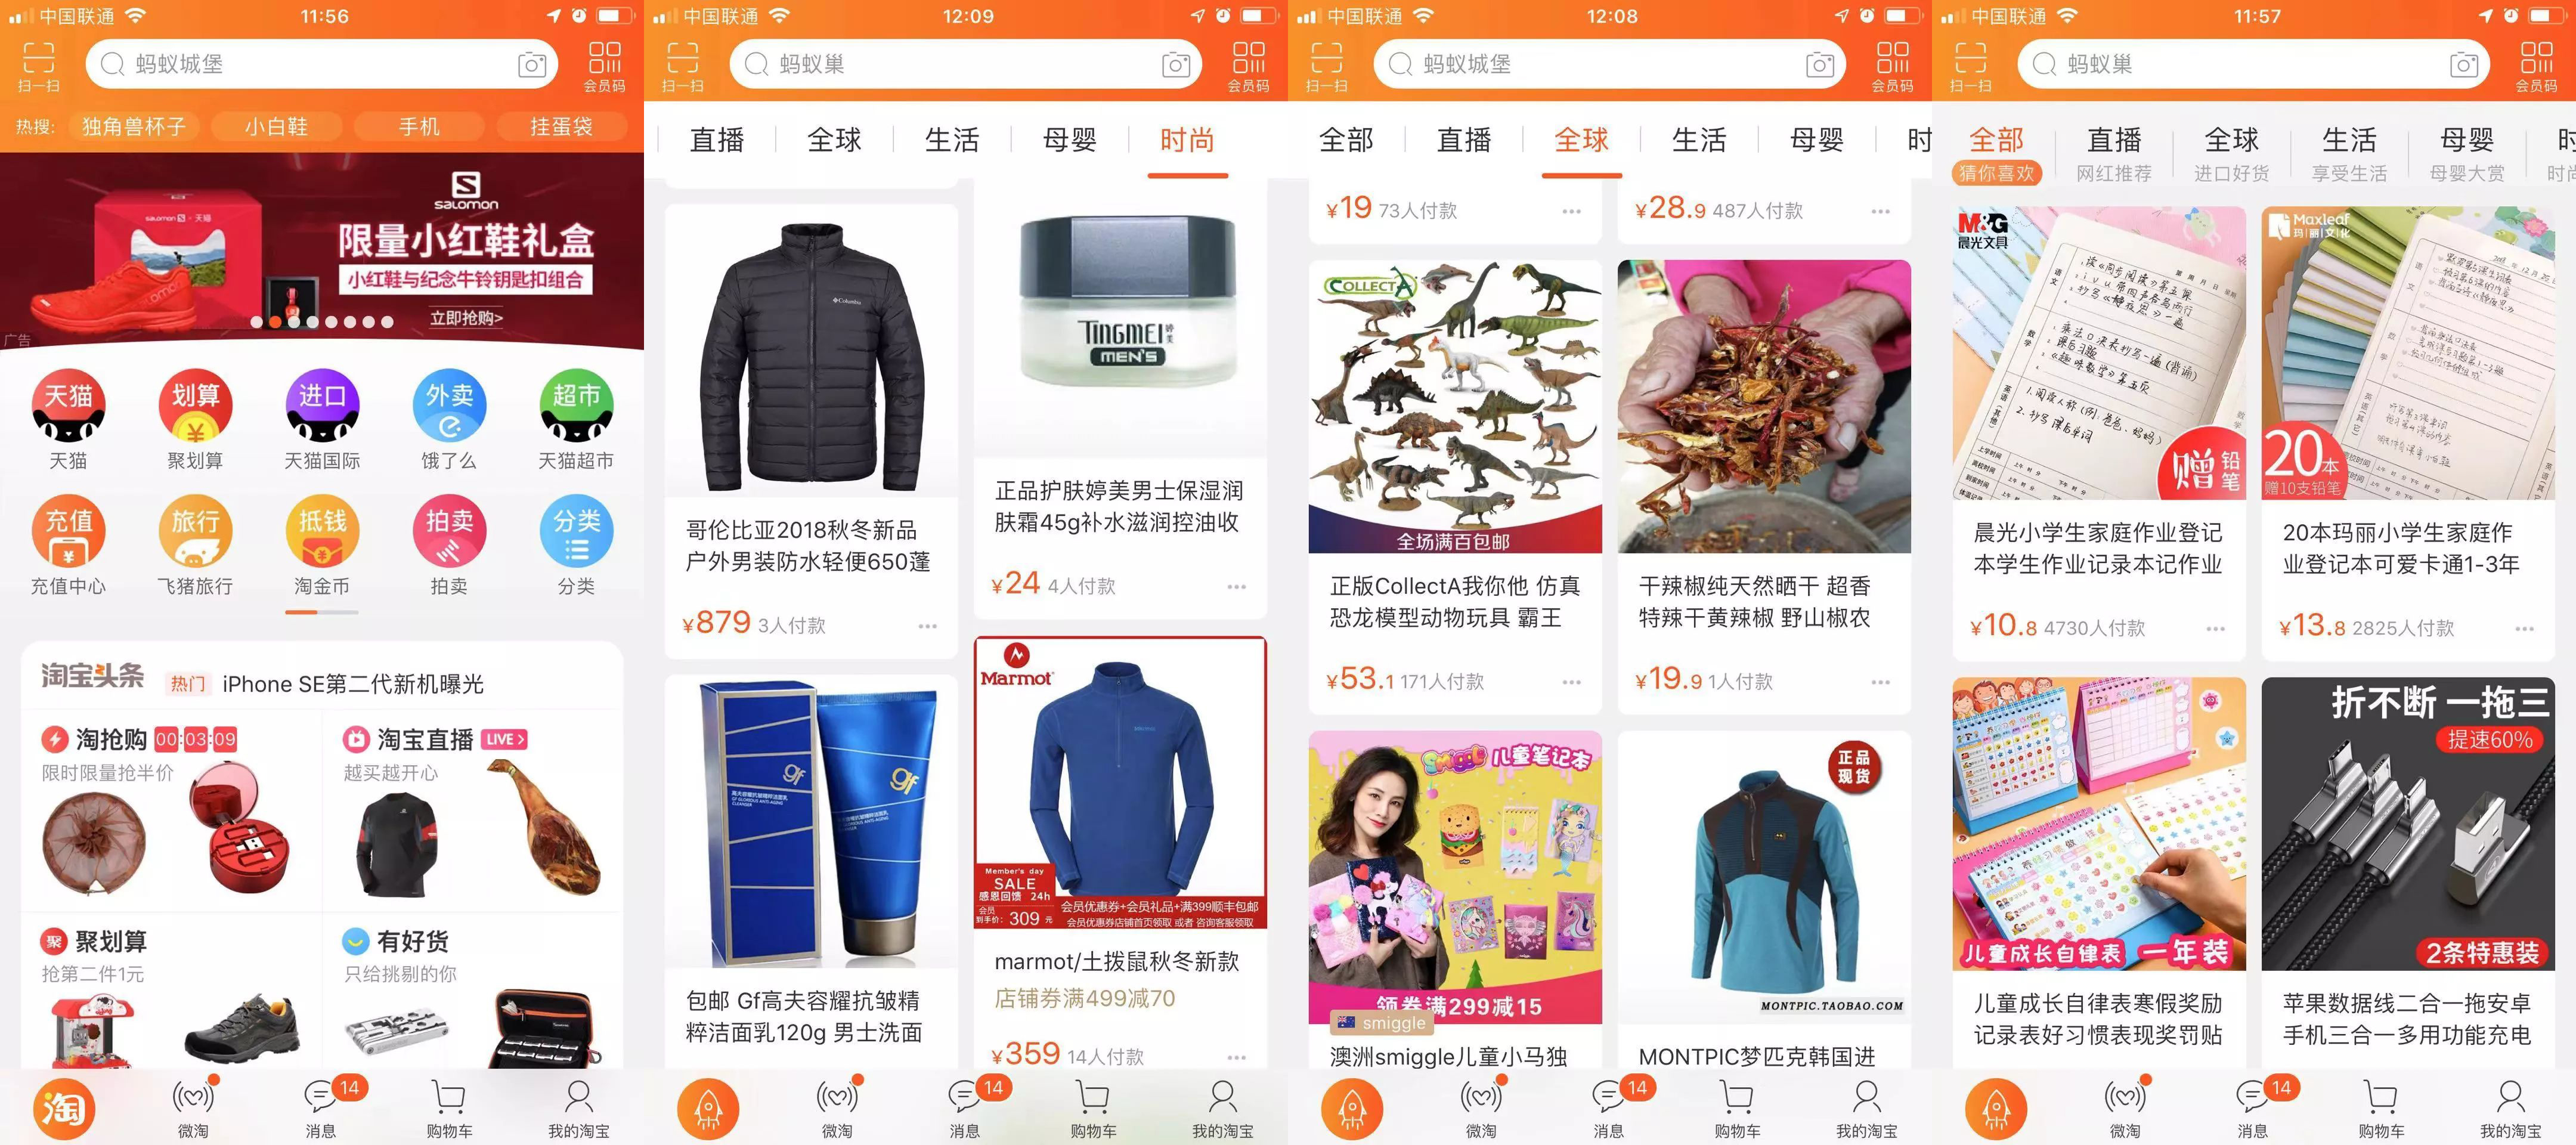 中国联通
11:56
扫一扫
蚂蚁城堡
会员码
热搜:
独角兽杯子
小白鞋
手机
挂蛋袋
salomon
salomon 天猫
限量小红鞋礼盒
小红鞋与纪念牛铃钥匙扣组合
立即抢购>
广告
天猫
划算
进口
外卖
超市
天猫
聚划算
天猫国际
饿了么
天猫超市
充值
旅行
抵钱
拍卖
分类
充值中心
飞猪旅行
淘金币
拍卖
分类
淘宝头条
热门
iPhone SE第二代新机曝光
淘抢购 00:03:09
限时限量抢半价
淘宝直播 LIVE >
越买越开心
聚 聚划算
抢第二件1元
有好货
只给挑剔的你
淘
微淘
消息
14
购物车
我的淘宝
中国联通
12:09
扫一扫
蚂蚁巢
会员码
直播
全球
生活
母婴
时尚
Columbia
哥伦比亚2018秋冬新品
户外男装防水轻便650蓬
¥879 3人付款
gf
高夫容耀抗皱精粹洁面乳
GF GLORIOUS ANTI-AGING
CLEANSER
gf
包邮 Gf高夫容耀抗皱精
粹洁面乳120g 男士洗面
TINGMEI 婷美
MEN'S
正品护肤婷美男士保湿润
肤霜45g补水滋润控油收
¥24 4人付款
Marmot
Member's day
SALE
感恩回馈 24h
会员
到手价: 309 元
会员优惠券+会员礼品+满399顺丰包邮
会员优惠券店铺首页领取 或者 咨询客服领取
marmot/土拨鼠秋冬新款
店铺券满499减70
¥359 14人付款
微淘
消息
14
购物车
我的淘宝
中国联通
12:08
扫一扫
蚂蚁城堡
会员码
全部
直播
全球
生活
母婴
时
¥19 73人付款
¥28.9 487人付款
COLLECTA
全场满百包邮
正版CollectA我你他 仿真
恐龙模型动物玩具 霸王
¥53.1 171人付款
干辣椒纯天然晒干 超香
特辣干黄辣椒 野山椒农
¥19.9 1人付款
Smiggle 儿童笔记本
领券满299减15
smiggle
澳洲smiggle儿童小马独
正品
现货
MONTPIC.TAOBAO.COM
MONTPIC梦匹克韩国进
微淘
消息
14
购物车
我的淘宝
中国联通
11:57
扫一扫
蚂蚁巢
会员码
全部
直播
全球
生活
母婴
时
猜你喜欢
网红推荐
进口好货
享受生活
母婴大赏
时尚
M&G
晨光文具
赠
铅笔
晨光小学生家庭作业登记
本学生作业记录本记作业
¥10.8 4730人付款
Maxleaf
玛丽文化
20本
赠10支铅笔
20本玛丽小学生家庭作
业登记本可爱卡通1-3年
¥13.8 2825人付款
儿童成长自律表 一年装
儿童成长自律表寒假奖励
记录表好习惯表现奖罚贴
折不断 一拖三
提速60%
2条特惠装
苹果数据线二合一拖安卓
手机三合一多用功能充电
微淘
消息
14
购物车
我的淘宝